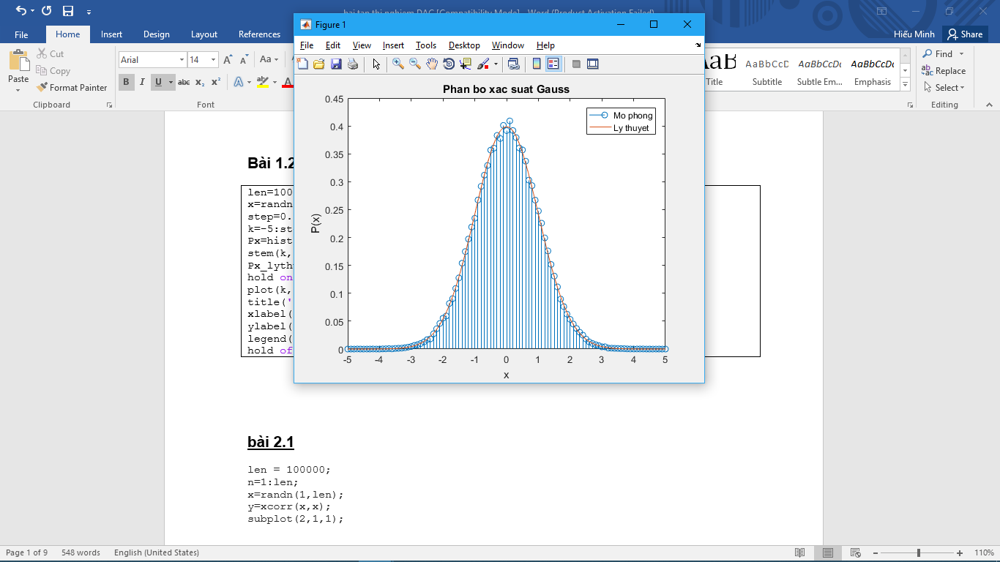 bai tap thi nghiem DAC [Compatibility Mode] - Word (Product Activation Failed)
File Home Insert Design Layout References
Hiếu Minh Share
Paste
Cut
Copy
Format Painter
Clipboard
Arial 14
B I U abc x₂ x² A ab A
Aa
Font
Title
AaBbCcD Subtitle
AaBbCcDt Subtle Em...
AaBbCcDt Emphasis
Find
Replace
Select
Editing
Figure 1
File Edit View Insert Tools Desktop Window Help
Phan bo xac suat Gauss
Mo phong
Ly thuyet
P(x)
0.45
0.4
0.35
0.3
0.25
0.2
0.15
0.1
0.05
0
-5 -4 -3 -2 -1 0 1 2 3 4 5
x
Bài 1.2
len=100
x=randn
step=0.
k=-5:st
Px=hist
stem(k,
Px_lyth
hold on
plot(k,
title('
xlabel(
ylabel(
legend(
hold of
bài 2.1
len = 100000;
n=1:len;
x=randn(1,len);
y=xcorr(x,x);
subplot(2,1,1);
Page 1 of 9 548 words English (United States) 110%